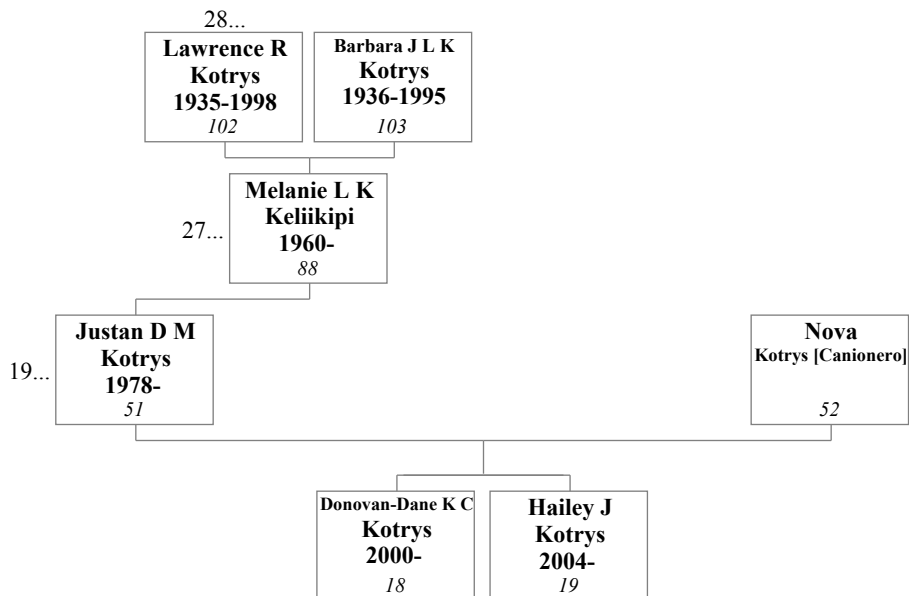 28...
Lawrence R
Kotrys
1935-1998
102
Barbara J L K
Kotrys
1936-1995
103
27...
Melanie L K
Keliikipi
1960-
88
19...
Justan D M
Kotrys
1978-
51
Nova
Kotrys [Canionero]
52
Donovan-Dane K C
Kotrys
2000-
18
Hailey J
Kotrys
2004-
19